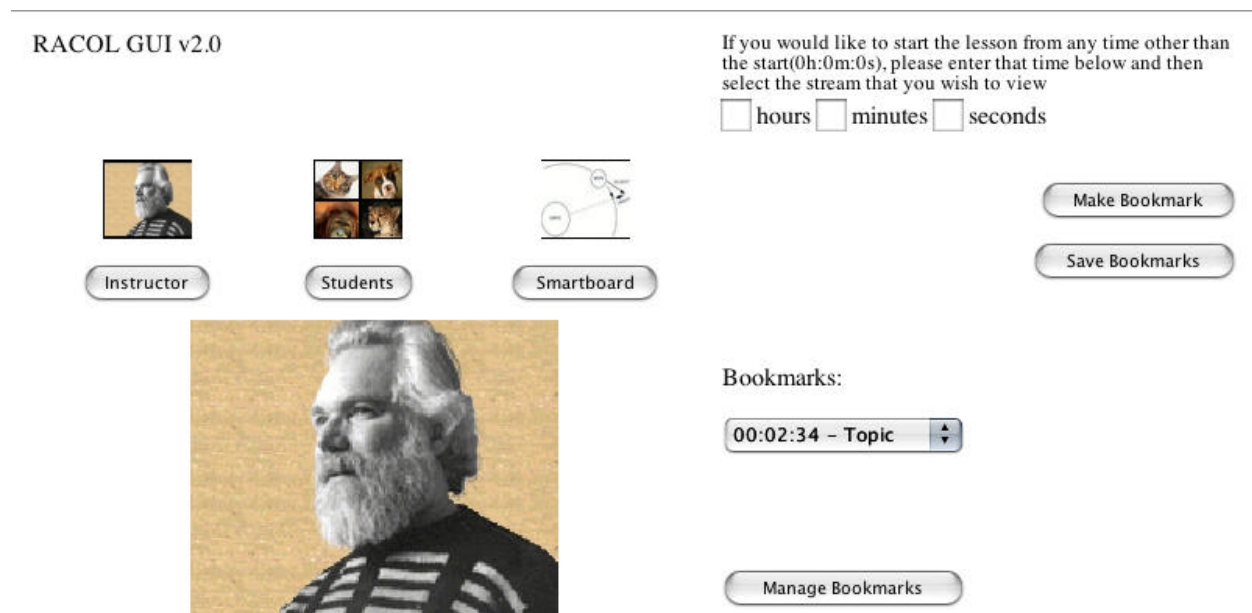 RACOL GUI v2.0
If you would like to start the lesson from any time other than
the start(0h:0m:0s), please enter that time below and then
select the stream that you wish to view
hours minutes seconds
Make Bookmark
Save Bookmarks
Instructor
Students
Smartboard
Bookmarks:
00:02:34 – Topic
Manage Bookmarks